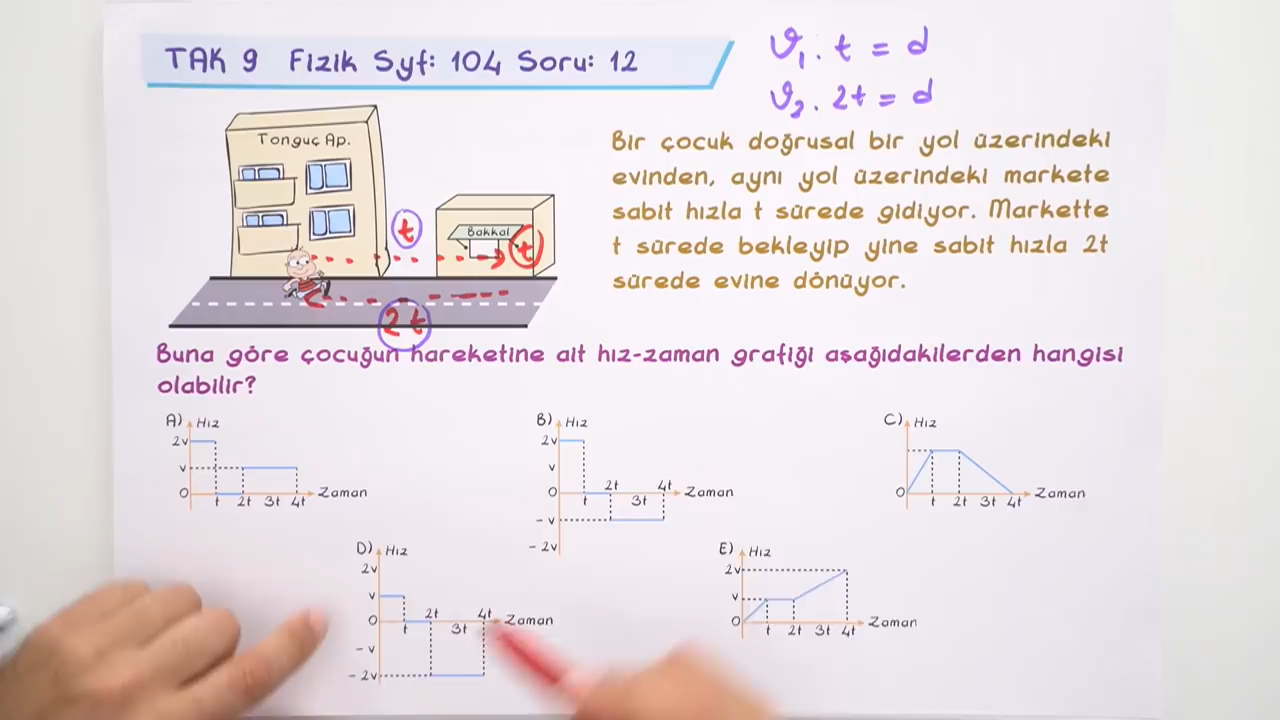 TAK 9 Fizik Syf: 104 Soru: 12
ϑ₁ . t = d
ϑ₂ . 2t = d
Tonguç Ap.
Bakkal
t
t
2t
Bir çocuk doğrusal bir yol üzerindeki
evinden, aynı yol üzerindeki markete
sabit hızla t sürede gidiyor. Markette
t sürede bekleyip yine sabit hızla 2t
sürede evine dönüyor.
Buna göre çocuğun hareketine ait hız-zaman grafiği aşağıdakilerden hangisi
olabilir?
A) Hız
2v
v
0
t 2t 3t 4t Zaman
B) Hız
2v
v
0
t 2t 3t 4t Zaman
- v
- 2v
C) Hız
0
t 2t 3t 4t Zaman
D) Hız
2v
v
0
t 2t 3t 4t Zaman
- v
- 2v
E) Hız
2v
v
0
t 2t 3t 4t Zaman